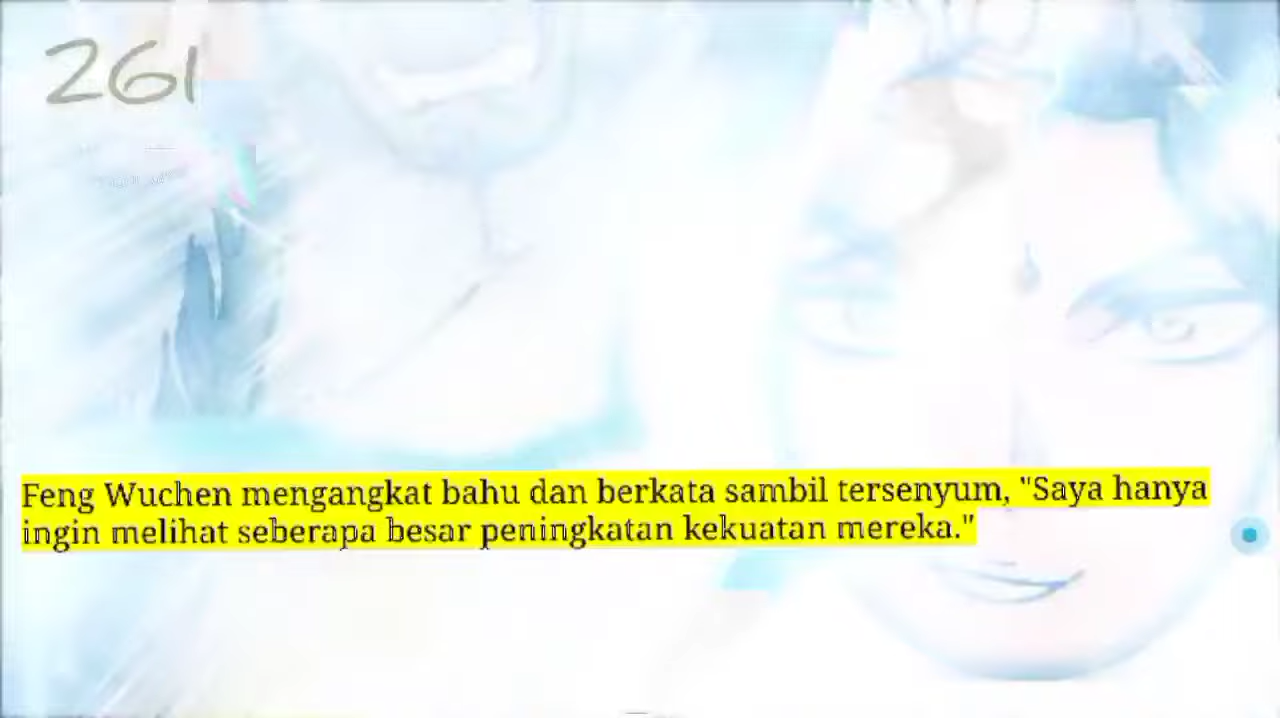 261
Feng Wuchen mengangkat bahu dan berkata sambil tersenyum, "Saya hanya
ingin melihat seberapa besar peningkatan kekuatan mereka."